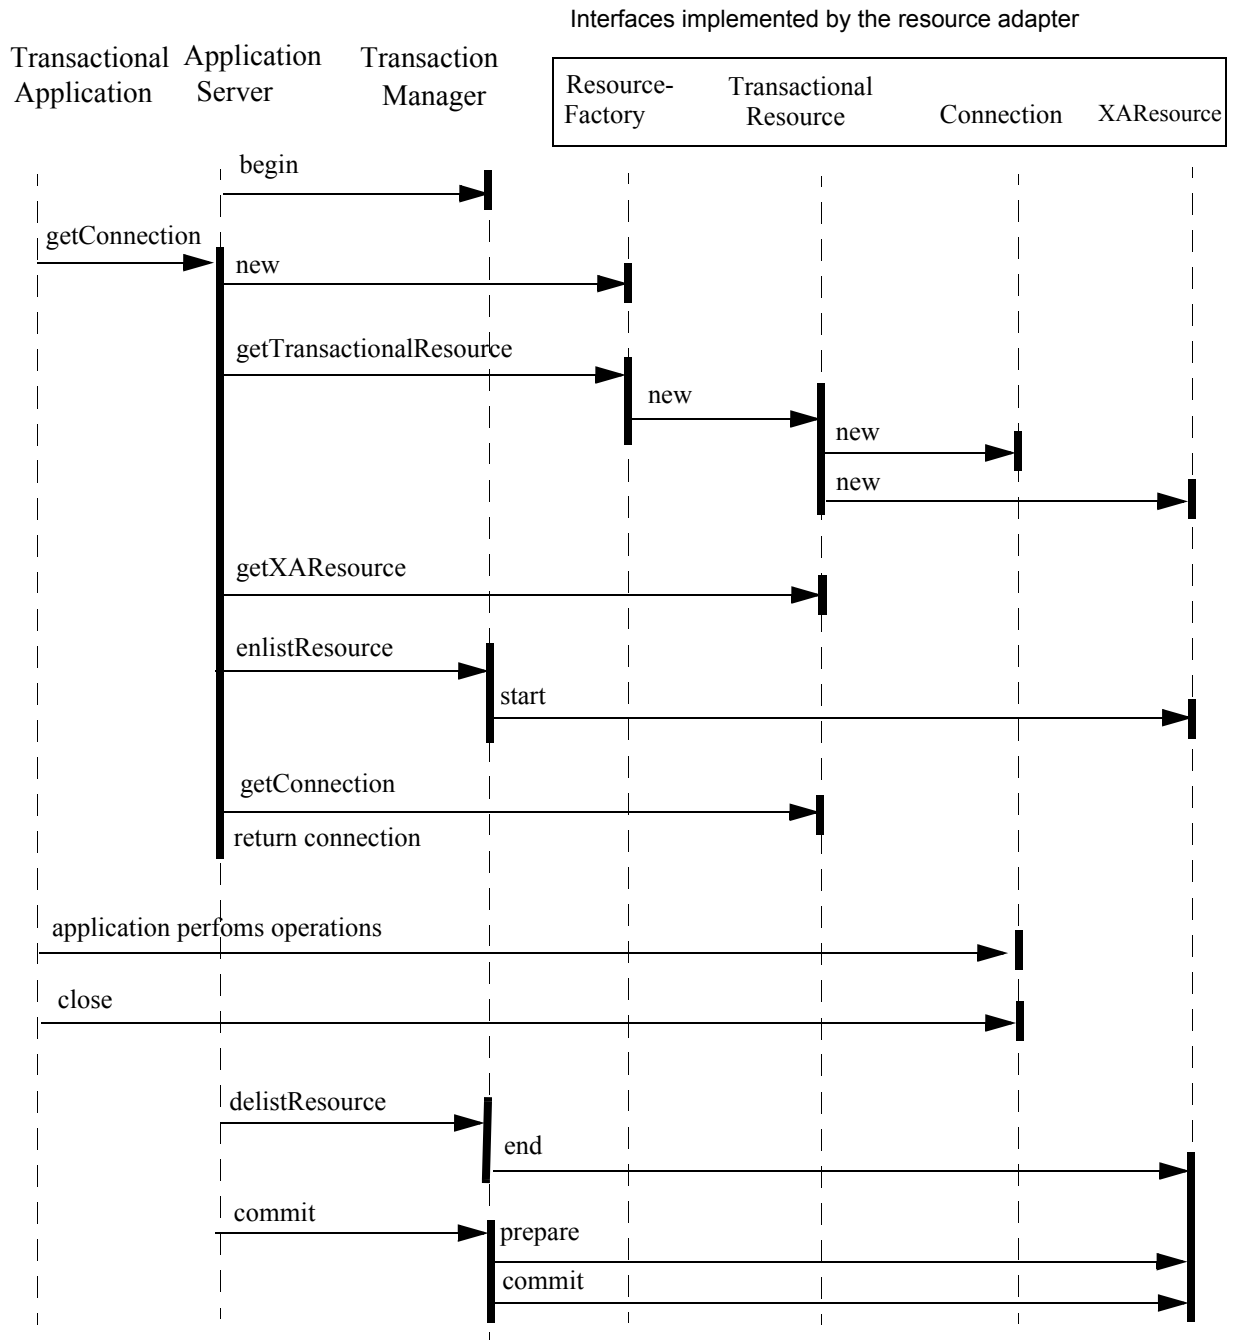 Interfaces implemented by the resource adapter
Transactional
Application
Application
Server
Transaction
Manager
Resource-
Factory
Transactional
Resource
Connection
XAResource
begin
getConnection
new
getTransactionalResource
new
new
new
getXAResource
enlistResource
start
getConnection
return connection
application perfoms operations
close
delistResource
end
commit
prepare
commit